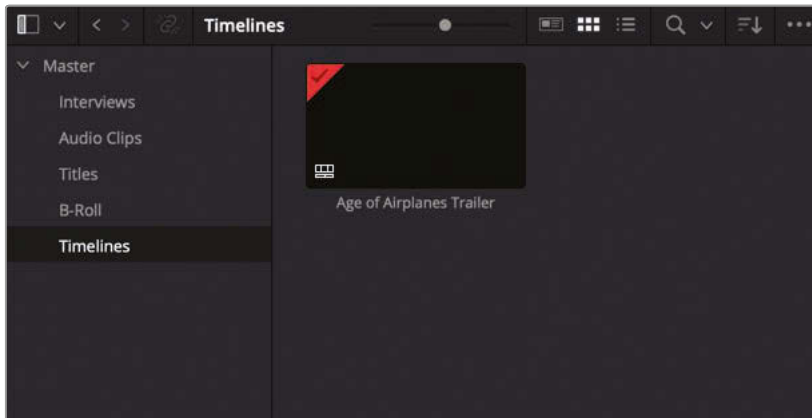 Timelines
Master
Interviews
Audio Clips
Titles
B-Roll
Timelines
Age of Airplanes Trailer